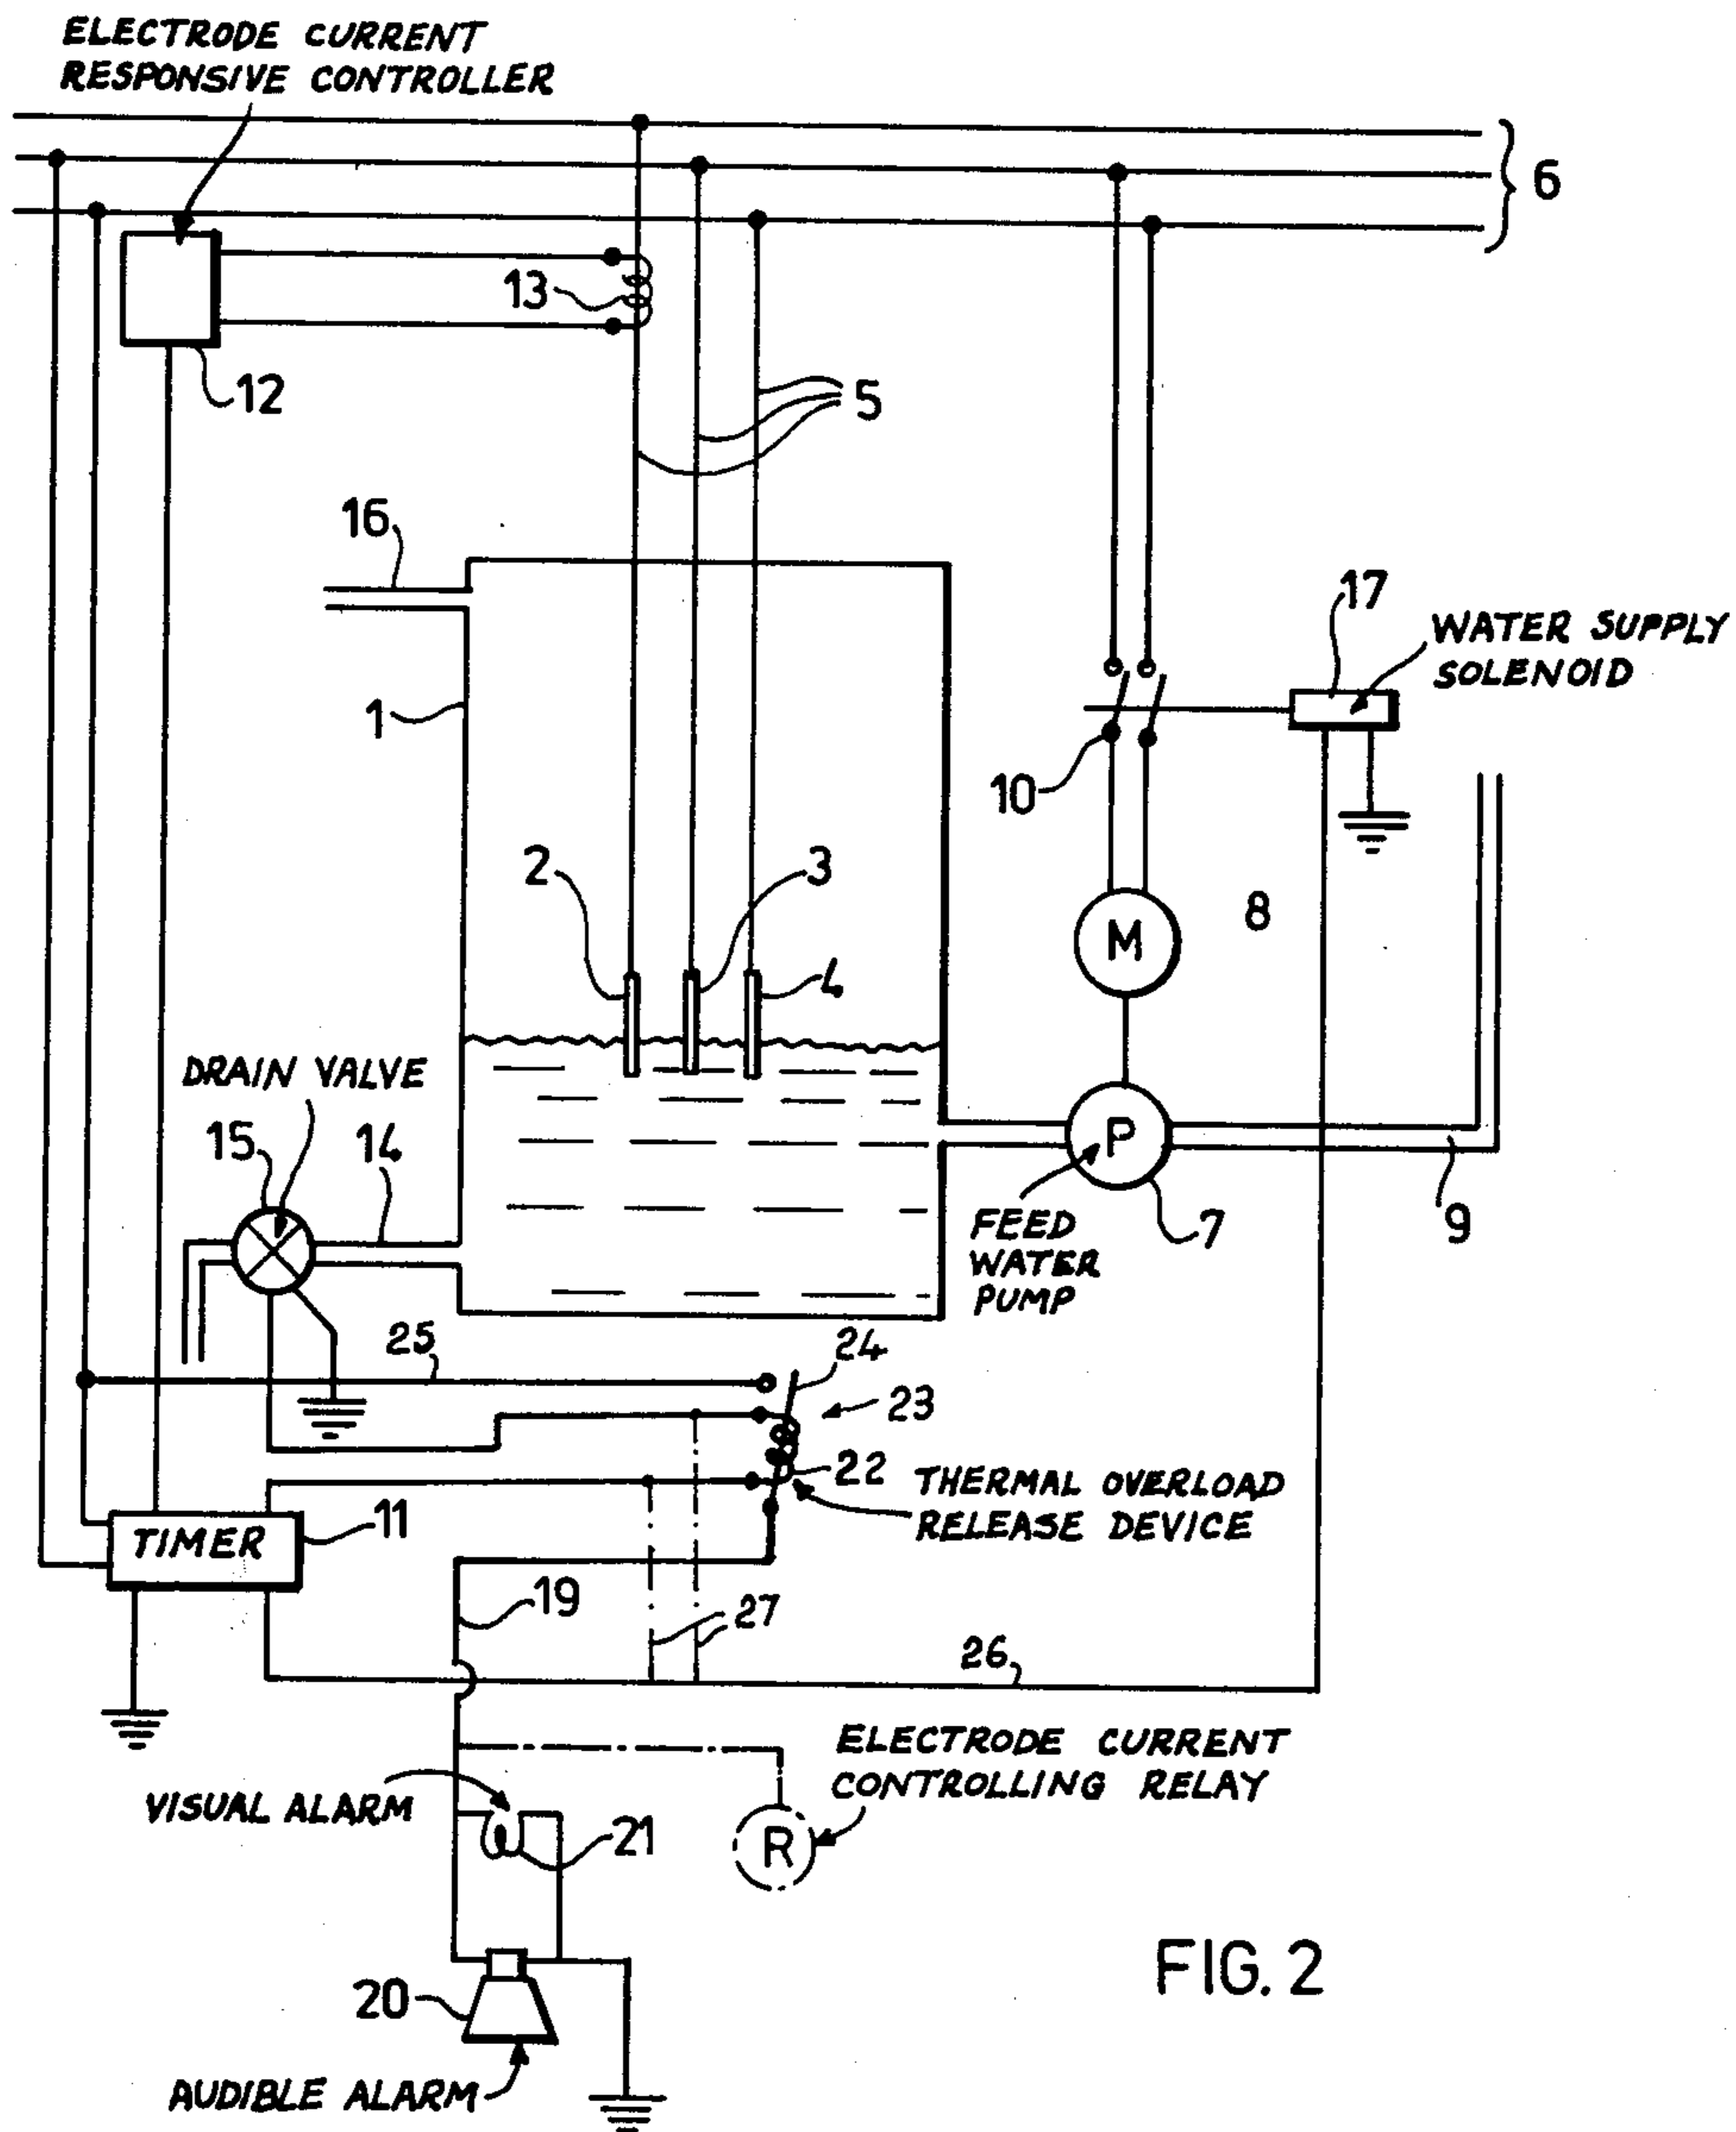 ELECTRODE CURRENT
RESPONSIVE CONTROLLER
6
13
12
5
16
17
WATER SUPPLY
SOLENOID
1
10
2
3
8
M
4
DRAIN VALVE
15
14
P
FEED
WATER
PUMP
7
9
25
24
23
22
THERMAL OVERLOAD
RELEASE DEVICE
TIMER
11
19
27
26
ELECTRODE CURRENT
CONTROLLING RELAY
VISUAL ALARM
21
R
20
FIG. 2
AUDIBLE ALARM